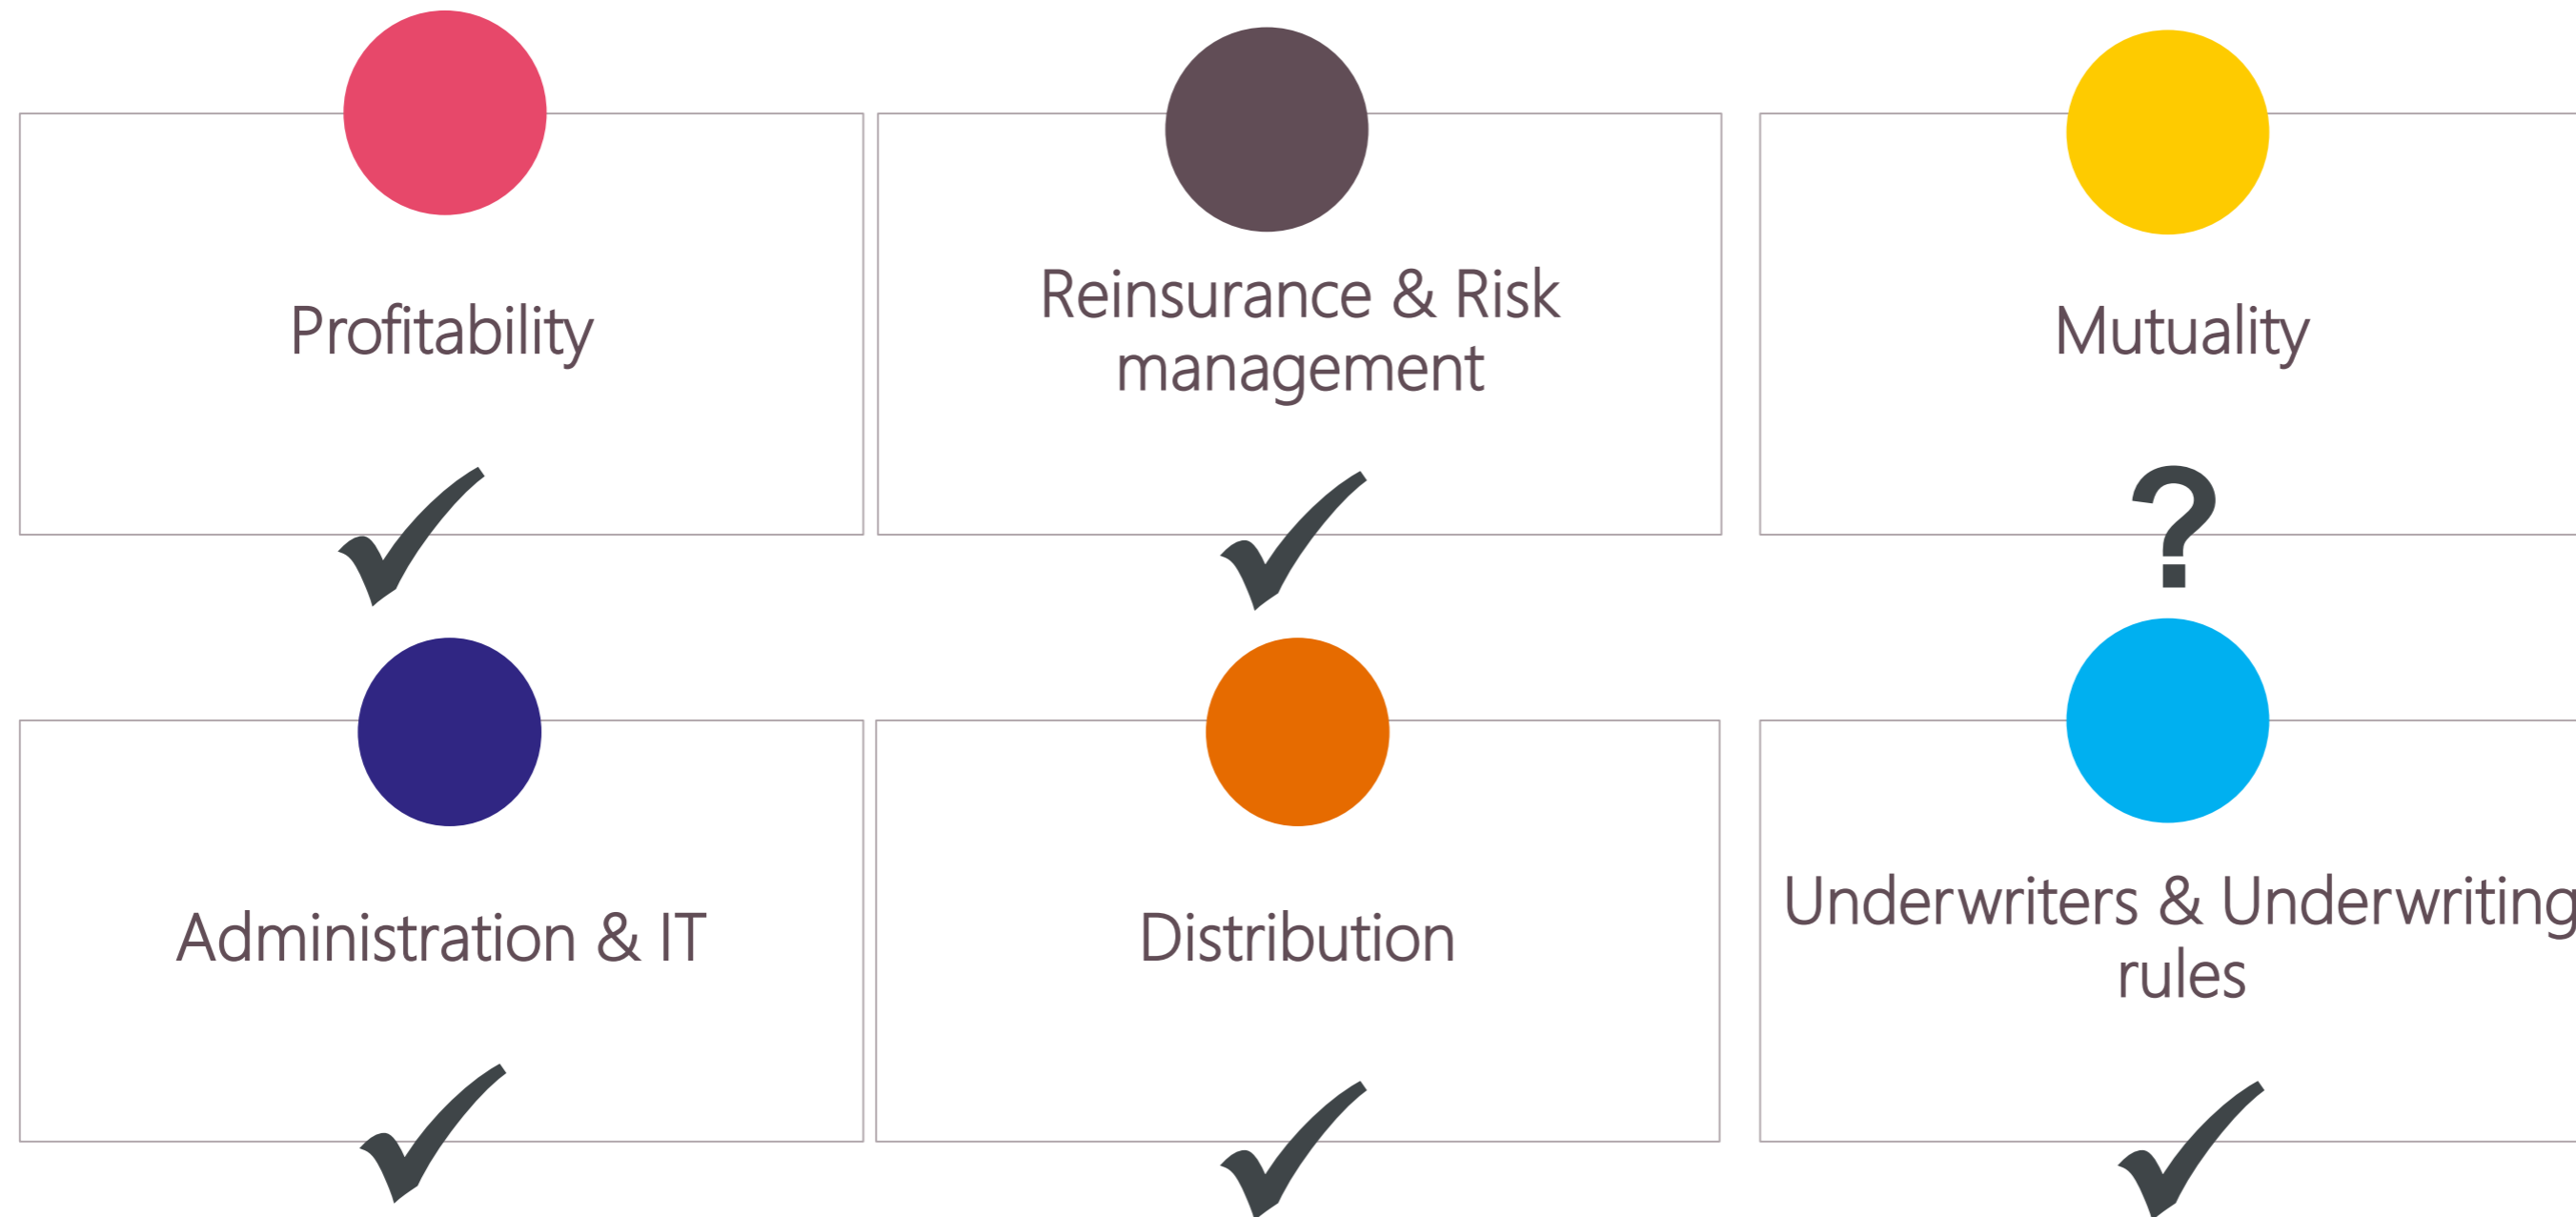 Profitability
Reinsurance & Risk
management
Mutuality
?
Administration & IT
Distribution
Underwriters & Underwriting
rules